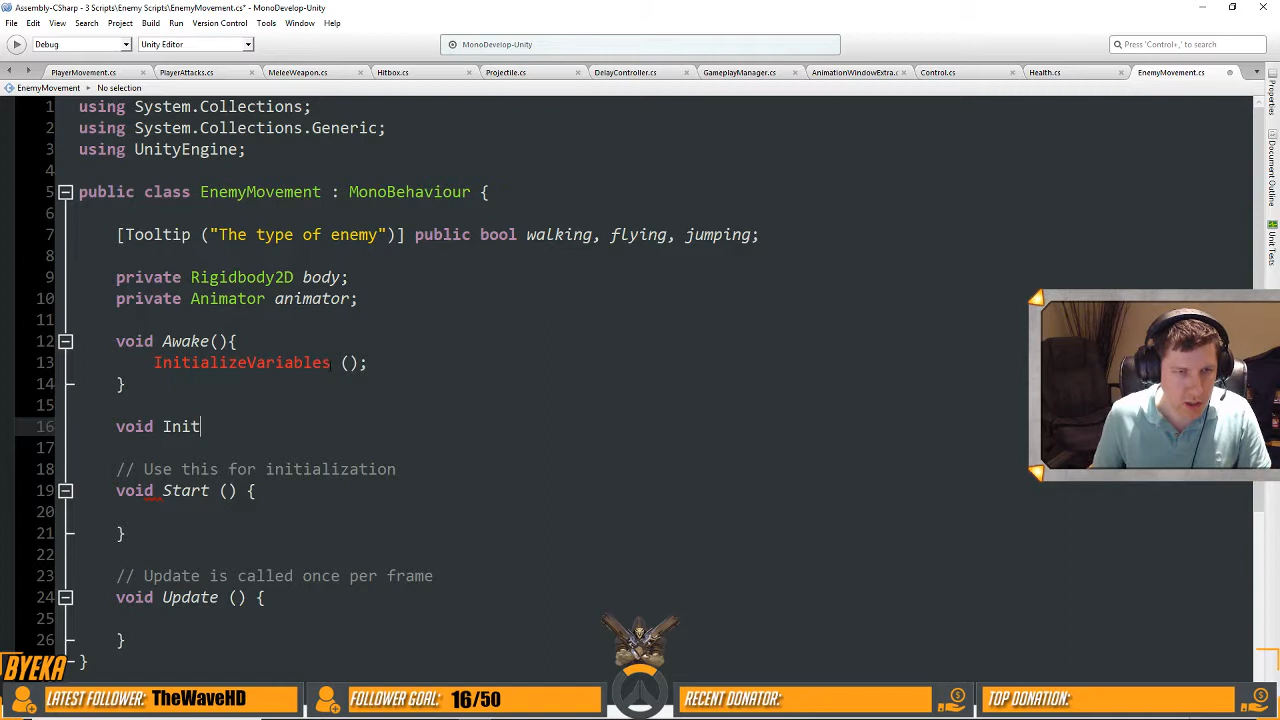 Assembly-CSharp - 3 Scripts\Enemy Scripts\EnemyMovement.cs* - MonoDevelop-Unity
File Edit View Search Project Build Run Version Control Tools Window Help
Debug Unity Editor MonoDevelop-Unity Press 'Control+,' to search
PlayerMovement.cs PlayerAttacks.cs MeleeWeapon.cs Hitbox.cs Projectile.cs DelayController.cs GameplayManager.cs AnimationWindowExtra.cs Control.cs Health.cs EnemyMovement.cs
EnemyMovement No selection
1 using System.Collections;
2 using System.Collections.Generic;
3 using UnityEngine;
4
5 public class EnemyMovement : MonoBehaviour {
6
7 [Tooltip ("The type of enemy")] public bool walking, flying, jumping;
8
9 private Rigidbody2D body;
10 private Animator animator;
11
12 void Awake(){
13 InitializeVariables ();
14 }
15
16 void Init
17
18 // Use this for initialization
19 void Start () {
20
21 }
22
23 // Update is called once per frame
24 void Update () {
25
26 }
}
Properties
Document Outline
Unit Tests
BYEKA
LATEST FOLLOWER: TheWaveHD FOLLOWER GOAL: 16/50 RECENT DONATOR: TOP DONATION: